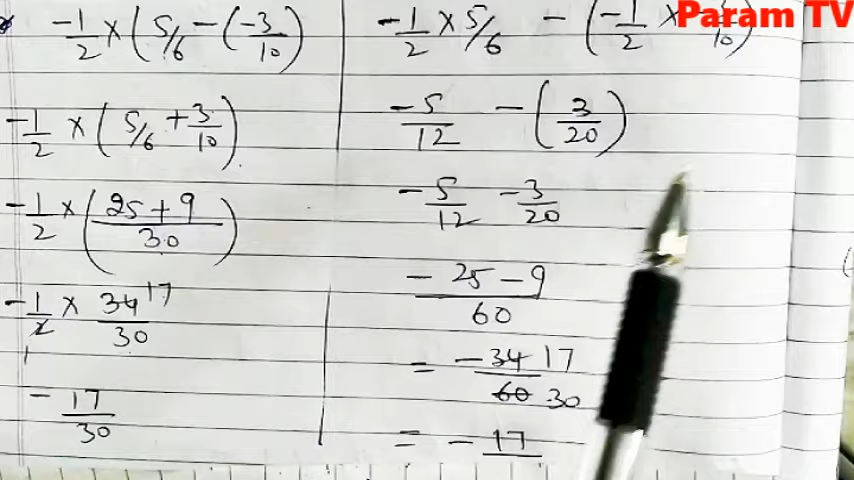 -1/2 × (5/6 - (-3/10)
-1/2 × (5/6 + 3/10)
-1/2 × (25 + 9/30)
-1/2 × 34/30 17
1
-17/30
Param TV
-1/2 × 5/6 - (-1/2 × /10)
-5/12 - (3/20)
-5/12 - 3/20
-25 - 9/60
= -34/60 17 30
= -17